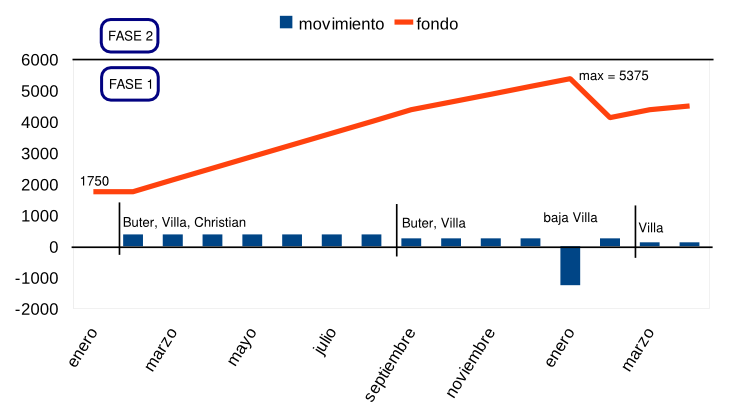 FASE 2
movimiento
fondo
6000
FASE 1
max = 5375
5000
4000
3000
1750
2000
1000
Buter, Villa, Christian
Buter, Villa
baja Villa
Villa
0
-1000
-2000
enero
marzo
mayo
julio
septiembre
noviembre
enero
marzo